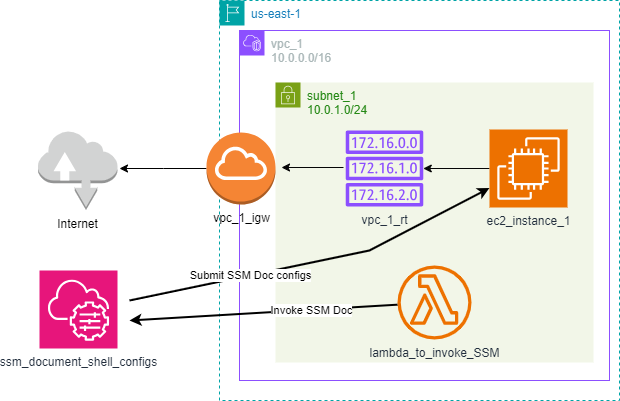 us-east-1
vpc_1
10.0.0.0/16
subnet_1
10.0.1.0/24
172.16.0.0
172.16.1.0
172.16.2.0
Internet
vpc_1_igw
vpc_1_rt
ec2_instance_1
Submit SSM Doc configs
Invoke SSM Doc
ssm_document_shell_configs
lambda_to_invoke_SSM